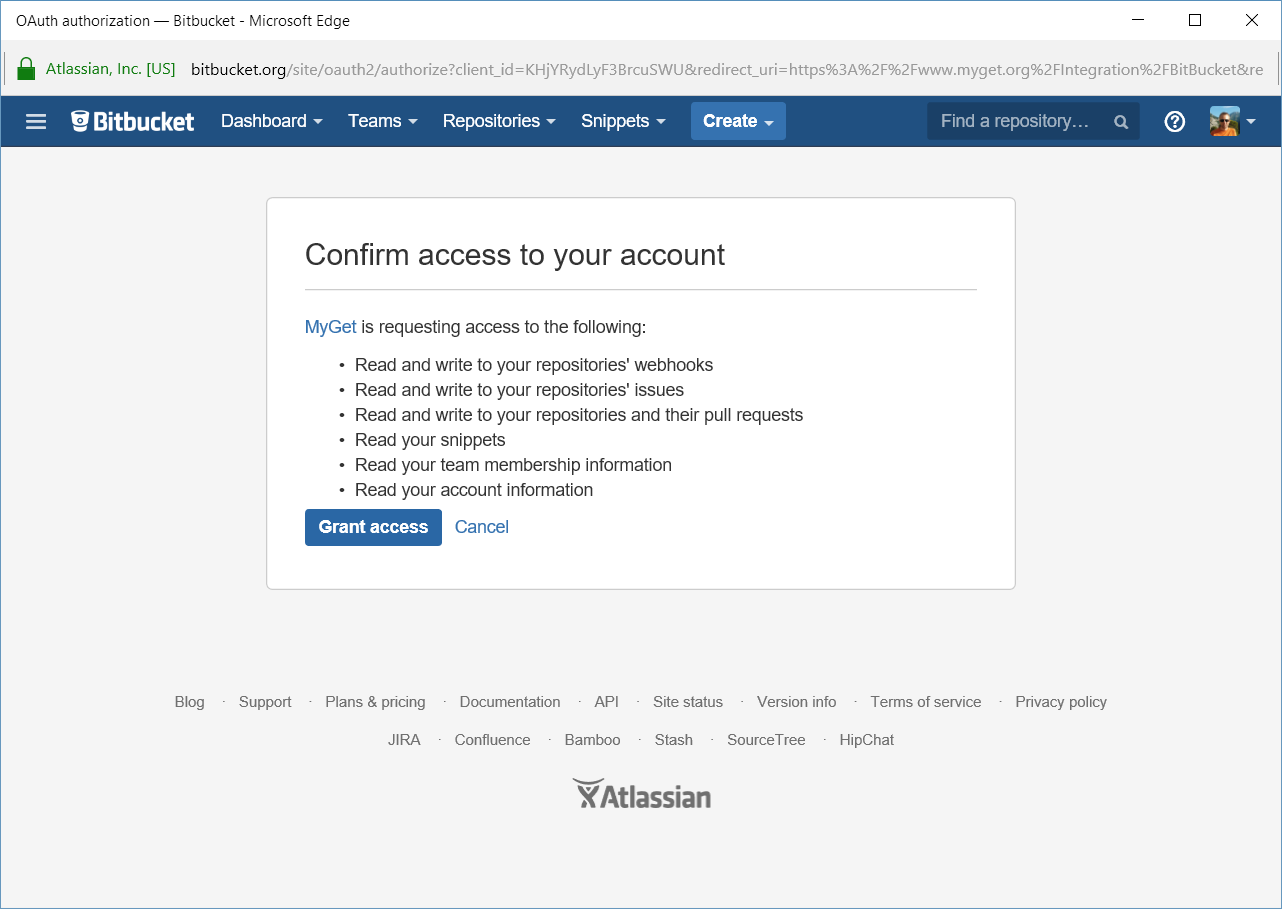 OAuth authorization — Bitbucket - Microsoft Edge
Atlassian, Inc. [US] bitbucket.org/site/oauth2/authorize?client_id=KHjYRydLyF3BrcuSWU&redirect_uri=https%3A%2F%2Fwww.myget.org%2FIntegration%2FBitBucket&re
Bitbucket Dashboard Teams Repositories Snippets Create Find a repository…
Confirm access to your account
MyGet is requesting access to the following:
• Read and write to your repositories' webhooks
• Read and write to your repositories' issues
• Read and write to your repositories and their pull requests
• Read your snippets
• Read your team membership information
• Read your account information
Grant access Cancel
Blog · Support · Plans & pricing · Documentation · API · Site status · Version info · Terms of service · Privacy policy
JIRA · Confluence · Bamboo · Stash · SourceTree · HipChat
Atlassian